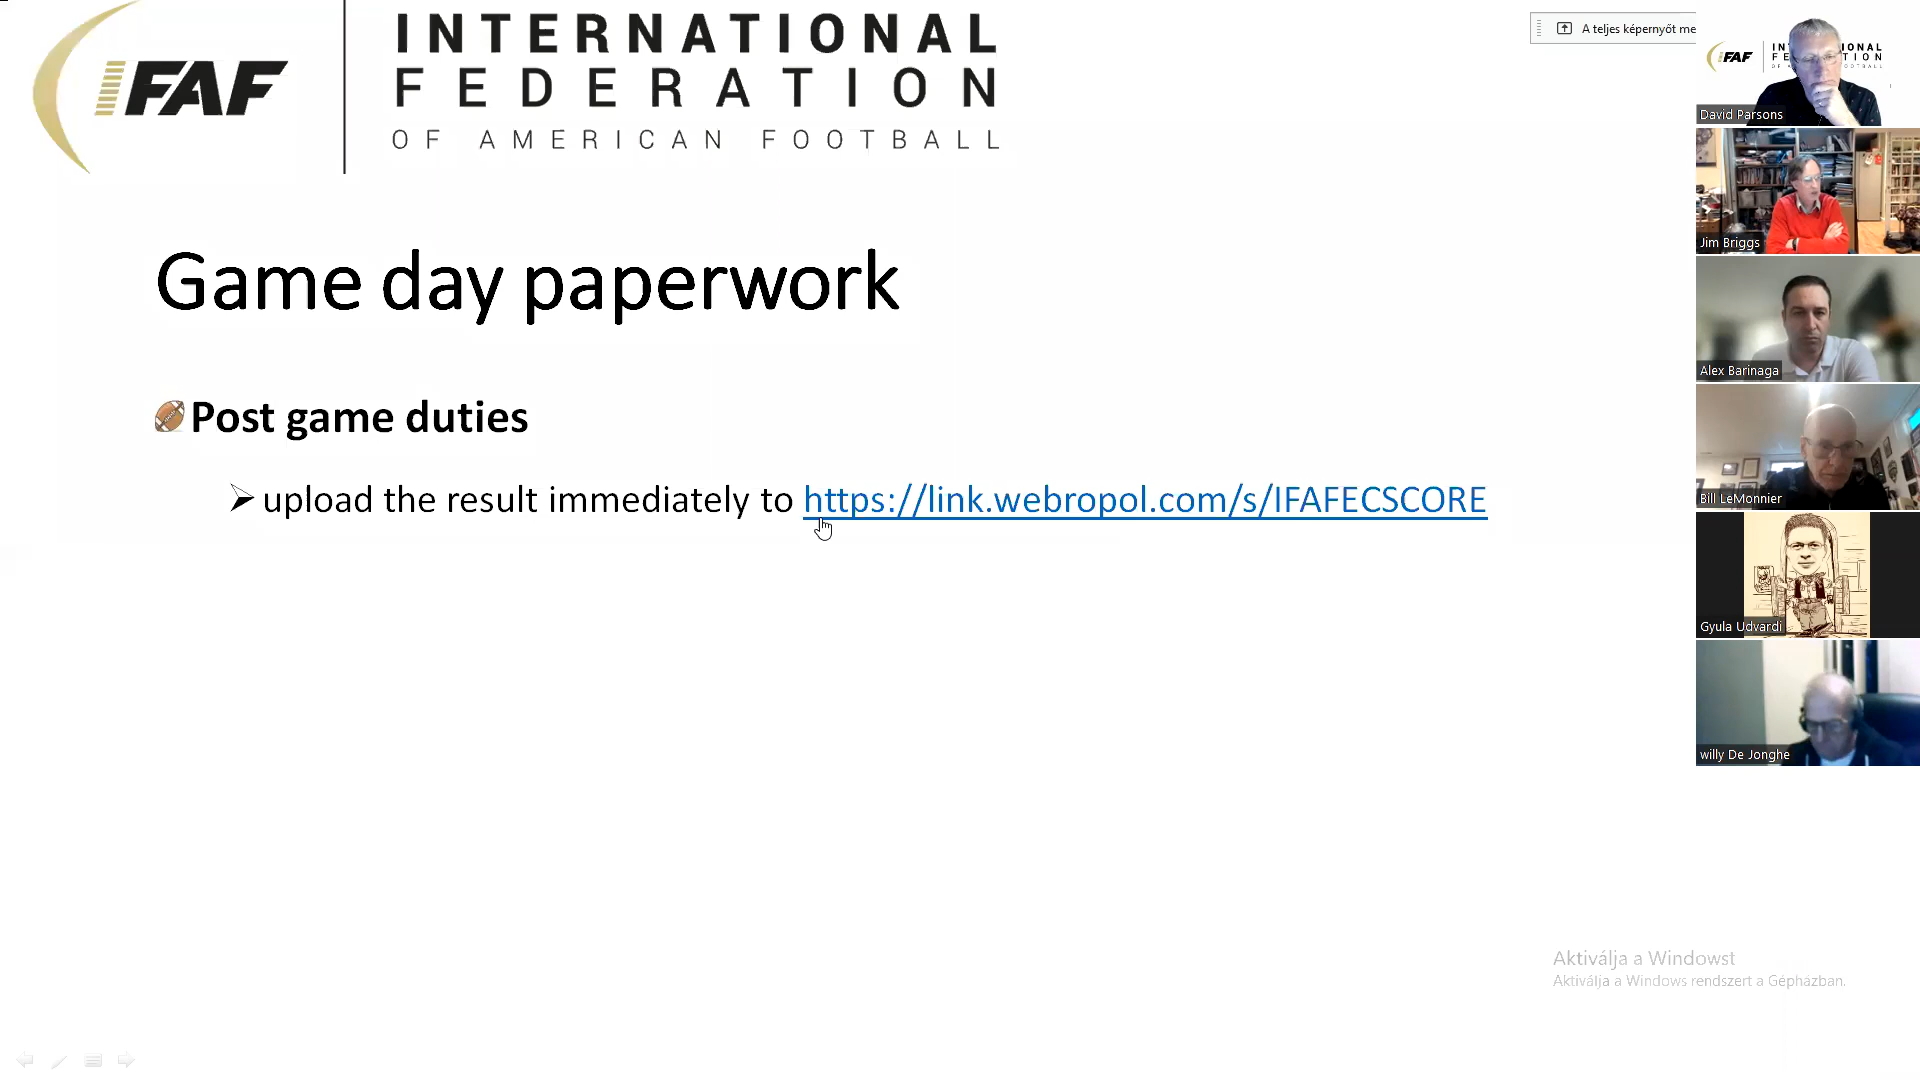 iFAF
INTERNATIONAL
FEDERATION
OF AMERICAN FOOTBALL
A teljes képernyőt me
Game day paperwork
Post game duties
upload the result immediately to https://link.webropol.com/s/IFAFECSCORE
David Parsons
Jim Briggs
Alex Barinaga
Bill LeMonnier
Gyula Udvardi
willy De Jonghe
Aktiválja a Windowst
Aktiválja a Windows rendszert a Gépházban.